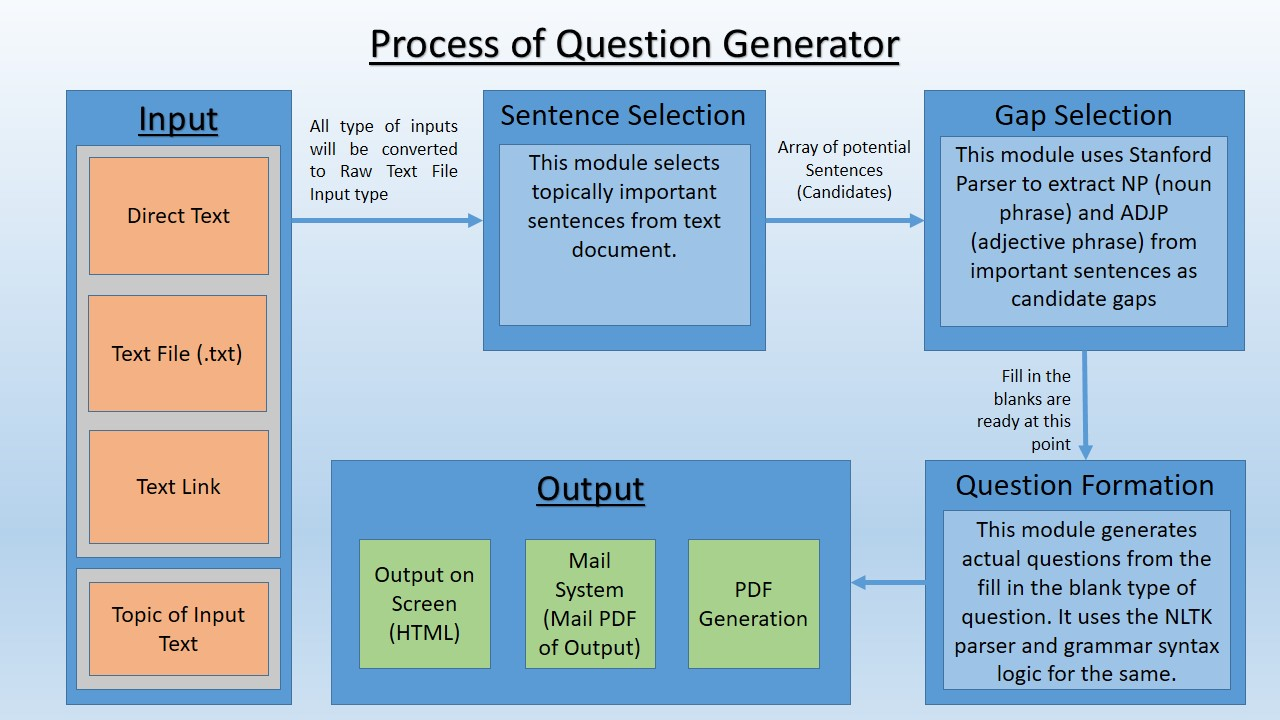 Process of Question Generator
Input
Direct Text
Text File (.txt)
Text Link
Topic of Input
Text
All type of inputs
will be converted
to Raw Text File
Input type
Sentence Selection
This module selects
topically important
sentences from text
document.
Array of potential
Sentences
(Candidates)
Gap Selection
This module uses Stanford
Parser to extract NP (noun
phrase) and ADJP
(adjective phrase) from
important sentences as
candidate gaps
Fill in the
blanks are
ready at this
point
Question Formation
This module generates
actual questions from the
fill in the blank type of
question. It uses the NLTK
parser and grammar syntax
logic for the same.
Output
Output on
Screen
(HTML)
Mail
System
(Mail PDF
of Output)
PDF
Generation